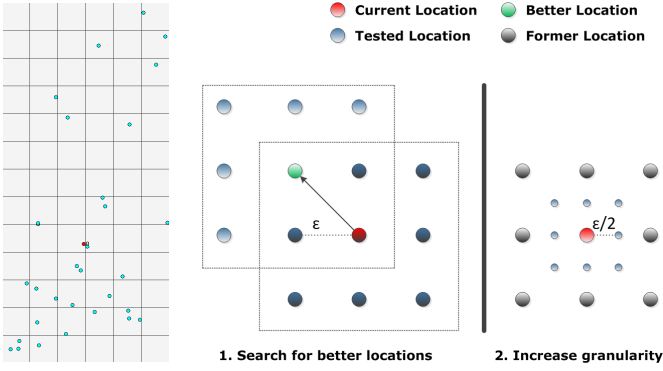 Current Location
Better Location
Tested Location
Former Location
ε
ε/2
1. Search for better locations
2. Increase granularity